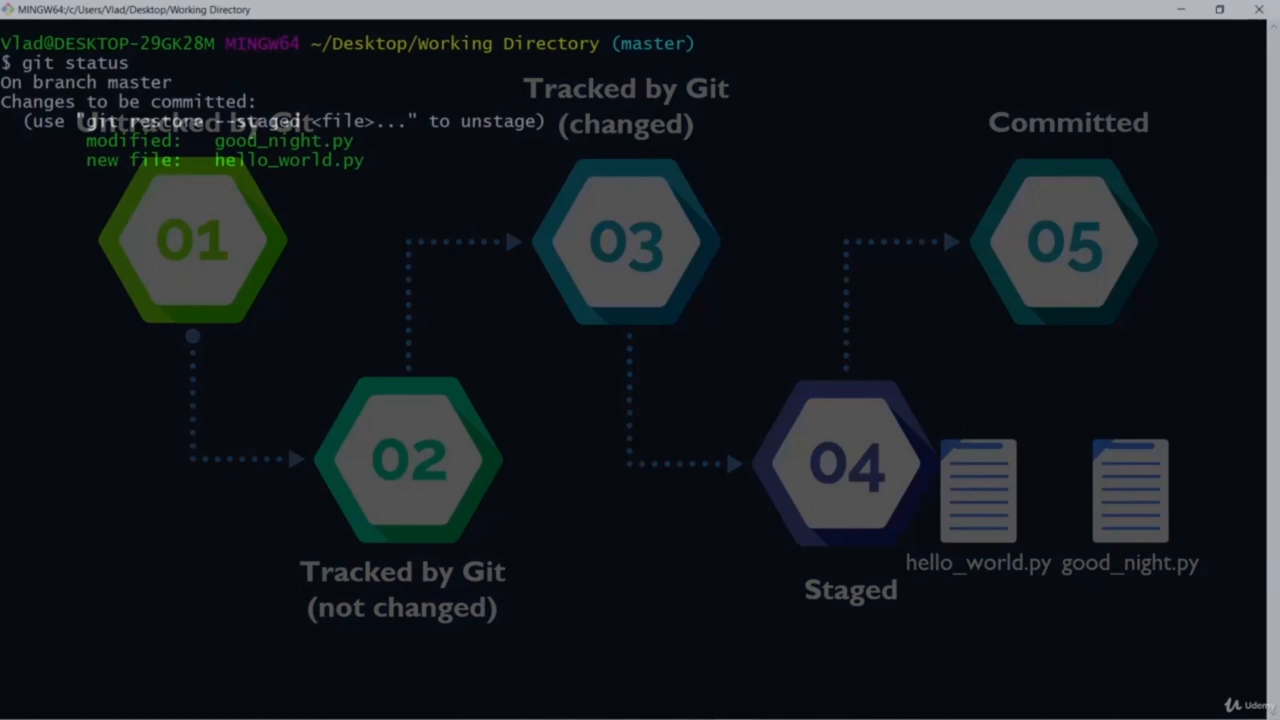 MINGW64:/c/Users/Vlad/Desktop/Working Directory
Vlad@DESKTOP-29GK28M MINGW64 ~/Desktop/Working Directory (master)
$ git status
On branch master
Changes to be committed:
(use "git restore --staged <file>..." to unstage)
modified: good_night.py
new file: hello_world.py
Untracked by Git
Tracked by Git
(changed)
Committed
01
03
05
02
04
Tracked by Git
(not changed)
Staged
hello_world.py
good_night.py
Udemy